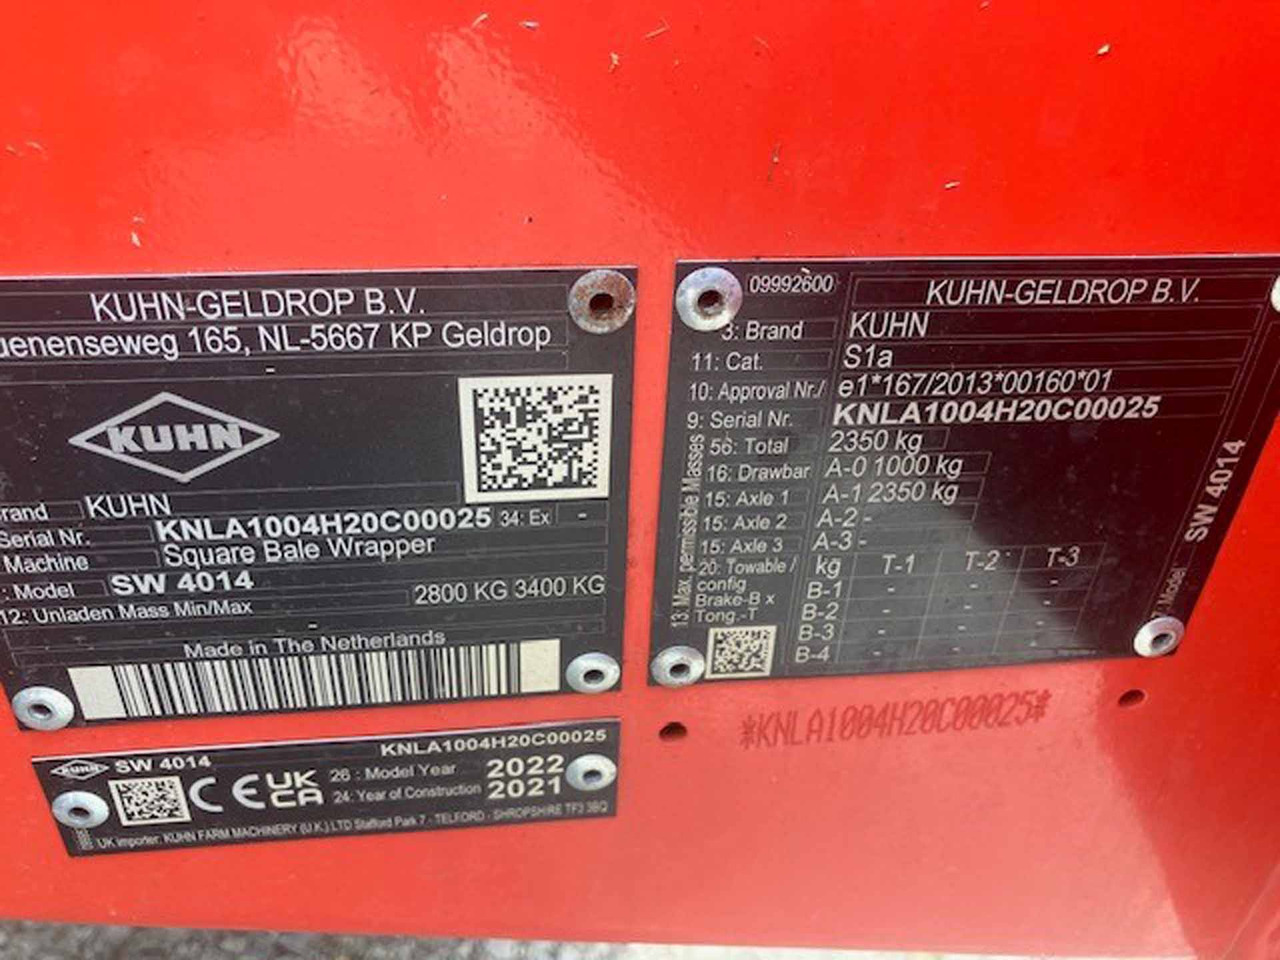 KUHN-GELDROP B.V.
165, NL-5667 KP Geldrop
-
KUHN
Brand KUHN
Serial Nr. KNLA1004H20C00025 34: Ex -
Machine Square Bale Wrapper
: Model SW 4014
12: Unladen Mass Min/Max 2800 KG 3400 KG
-
Made in The Netherlands
KUHN SW 4014 KNLA1004H20C00025
CE UK CA
26 : Model Year 2022
24: Year of Construction 2021
UK importer: KUHN FARM MACHINERY (U.K.) LTD Stafford Park 7 - TELFORD - SHROPSHIRE TF3 3BQ
09992600 KUHN-GELDROP B.V.
3: Brand KUHN
11: Cat. S1a
10: Approval Nr./ e1*167/2013*00160*01
9: Serial Nr. KNLA1004H20C00025
13: Max. permissible Masses
56: Total 2350 kg
16: Drawbar A-0 1000 kg
15: Axle 1 A-1 2350 kg
15: Axle 2 A-2 -
15: Axle 3 A-3 -
20: Towable / config Brake-B x Tong.-T
kg T-1 T-2 T-3
B-1 - - -
B-2 - - -
B-3 - - -
B-4 - - -
Model SW 4014
*KNLA1004H20C00025*